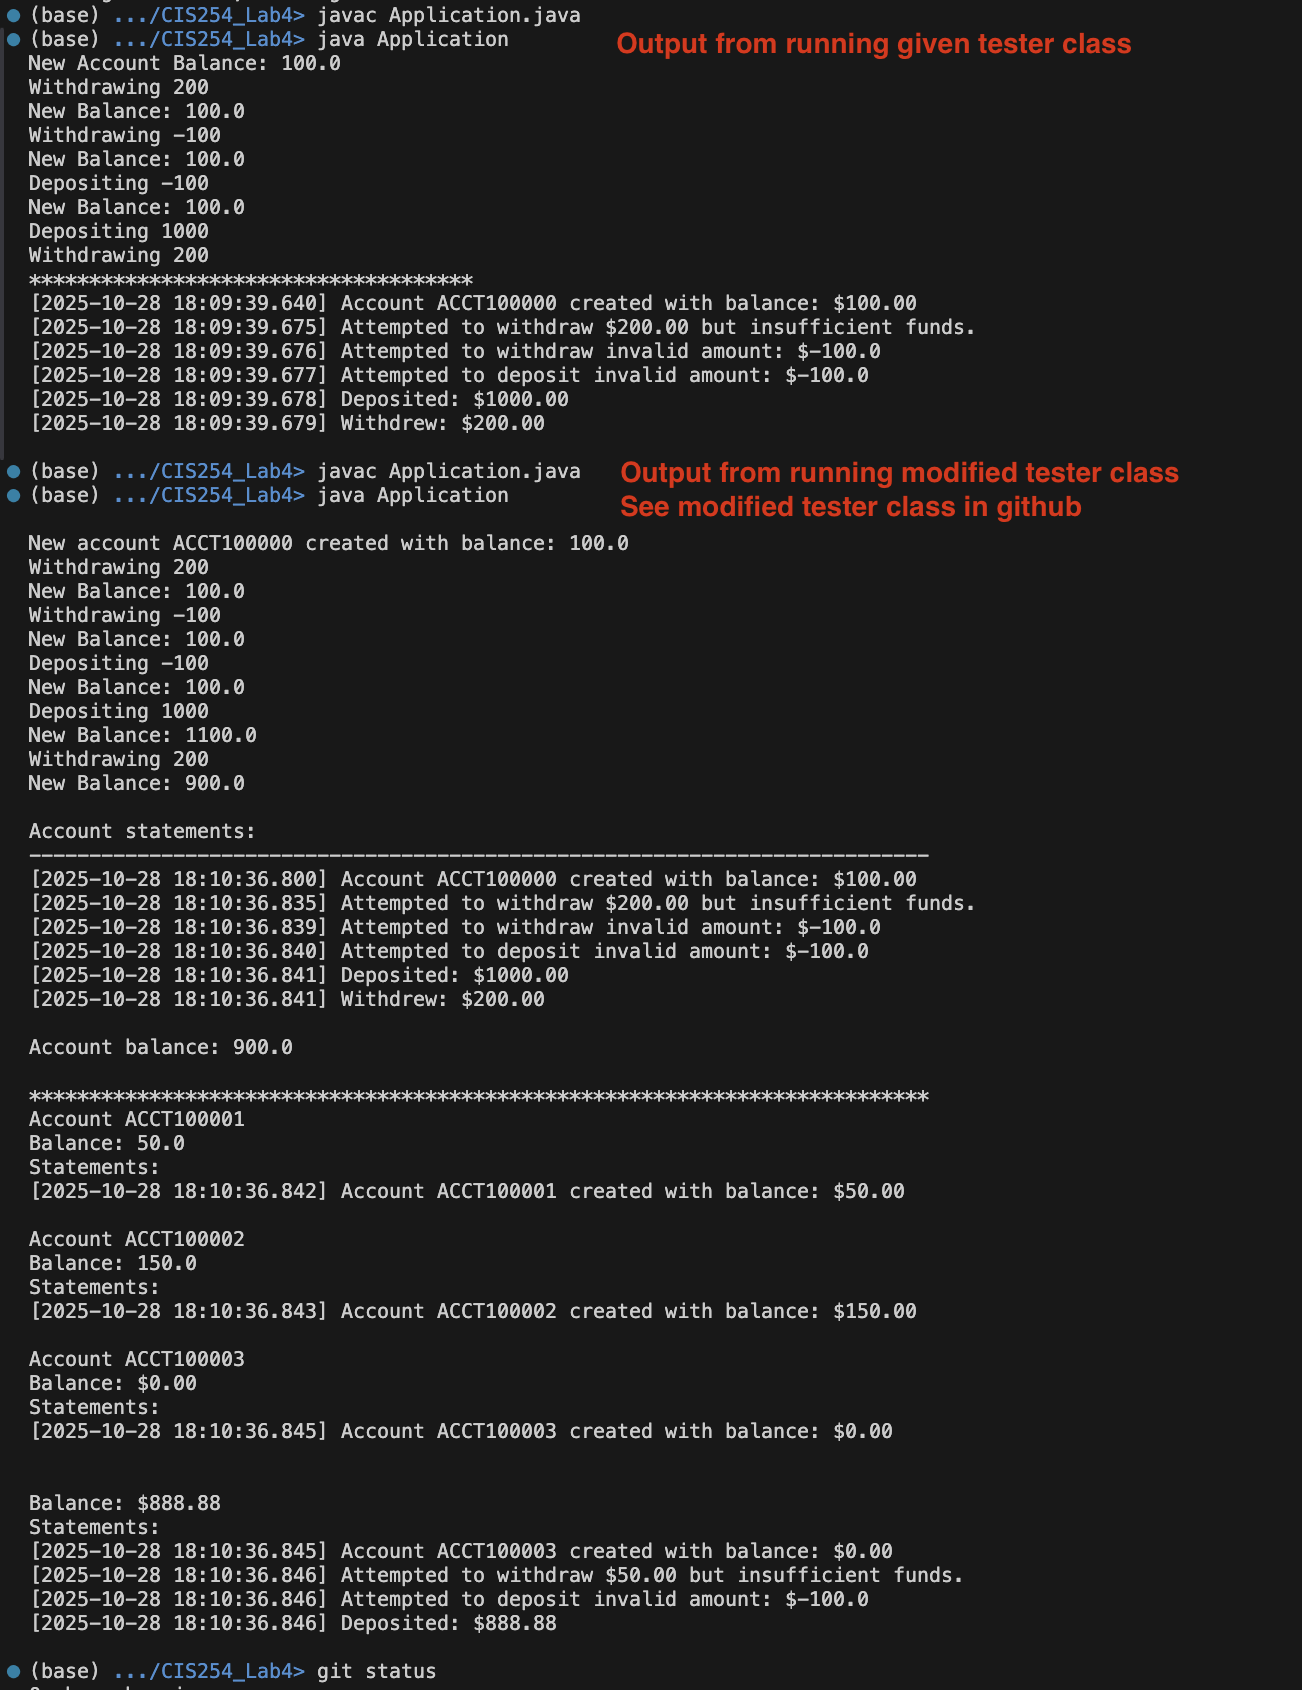 (base) .../CIS254_Lab4> javac Application.java
(base) .../CIS254_Lab4> java Application
Output from running given tester class
New Account Balance: 100.0
Withdrawing 200
New Balance: 100.0
Withdrawing -100
New Balance: 100.0
Depositing -100
New Balance: 100.0
Depositing 1000
Withdrawing 200
*************************************
[2025-10-28 18:09:39.640] Account ACCT100000 created with balance: $100.00
[2025-10-28 18:09:39.675] Attempted to withdraw $200.00 but insufficient funds.
[2025-10-28 18:09:39.676] Attempted to withdraw invalid amount: $-100.0
[2025-10-28 18:09:39.677] Attempted to deposit invalid amount: $-100.0
[2025-10-28 18:09:39.678] Deposited: $1000.00
[2025-10-28 18:09:39.679] Withdrew: $200.00
(base) .../CIS254_Lab4> javac Application.java
Output from running modified tester class
(base) .../CIS254_Lab4> java Application
See modified tester class in github
New account ACCT100000 created with balance: 100.0
Withdrawing 200
New Balance: 100.0
Withdrawing -100
New Balance: 100.0
Depositing -100
New Balance: 100.0
Depositing 1000
New Balance: 1100.0
Withdrawing 200
New Balance: 900.0
Account statements:
---------------------------------------------------------------------------
[2025-10-28 18:10:36.800] Account ACCT100000 created with balance: $100.00
[2025-10-28 18:10:36.835] Attempted to withdraw $200.00 but insufficient funds.
[2025-10-28 18:10:36.839] Attempted to withdraw invalid amount: $-100.0
[2025-10-28 18:10:36.840] Attempted to deposit invalid amount: $-100.0
[2025-10-28 18:10:36.841] Deposited: $1000.00
[2025-10-28 18:10:36.841] Withdrew: $200.00
Account balance: 900.0
***************************************************************************
Account ACCT100001
Balance: 50.0
Statements:
[2025-10-28 18:10:36.842] Account ACCT100001 created with balance: $50.00
Account ACCT100002
Balance: 150.0
Statements:
[2025-10-28 18:10:36.843] Account ACCT100002 created with balance: $150.00
Account ACCT100003
Balance: $0.00
Statements:
[2025-10-28 18:10:36.845] Account ACCT100003 created with balance: $0.00
Balance: $888.88
Statements:
[2025-10-28 18:10:36.845] Account ACCT100003 created with balance: $0.00
[2025-10-28 18:10:36.846] Attempted to withdraw $50.00 but insufficient funds.
[2025-10-28 18:10:36.846] Attempted to deposit invalid amount: $-100.0
[2025-10-28 18:10:36.846] Deposited: $888.88
(base) .../CIS254_Lab4> git status